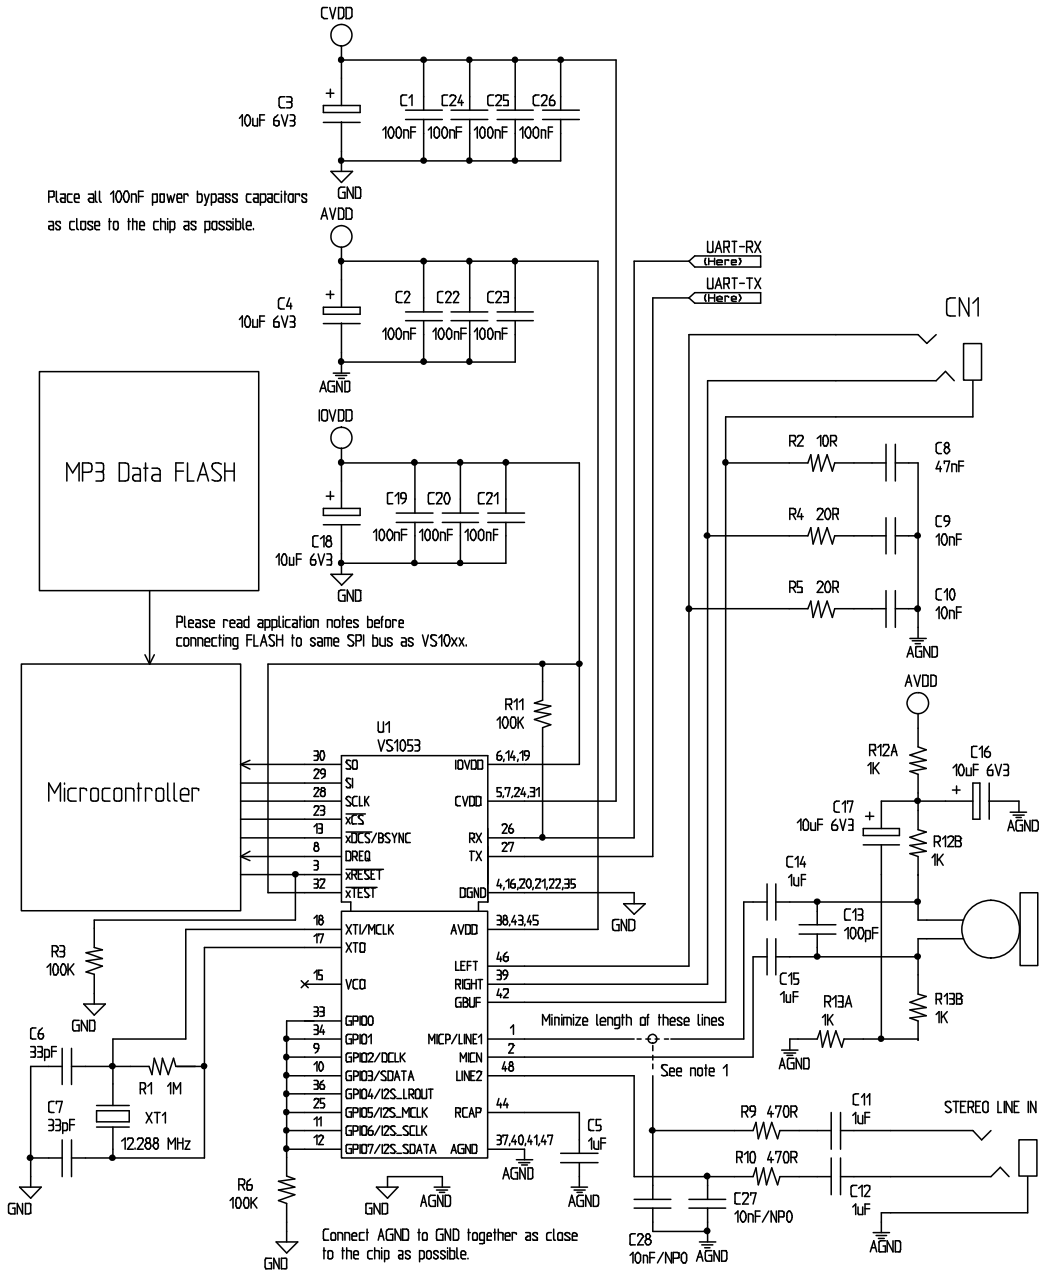 CVDD
C3
10uF 6V3
+
C1 C24 C25 C26
100nF 100nF 100nF 100nF
GND
Place all 100nF power bypass capacitors
as close to the chip as possible.
AVDD
C4
10uF 6V3
+
C2 C22 C23
100nF 100nF 100nF
AGND
UART-RX
(Here)
UART-TX
(Here)
CN1
IOVDD
MP3 Data FLASH
+
C18
10uF 6V3
C19 C20 C21
100nF 100nF 100nF
GND
R2 10R
C8
47nF
R4 20R
C9
10nF
R5 20R
C10
10nF
AGND
Please read application notes before
connecting FLASH to same SPI bus as VS10xx.
R11
100K
U1
VS1053
Microcontroller
30 SO
29 SI
28 SCLK
23 xCS
13 xDCS/BSYNC
8 DREQ
3 xRESET
32 xTEST
18 XTI/MCLK
17 XTO
15 VCO
33 GPIO0
34 GPIO1
9 GPIO2/DCLK
10 GPIO3/SDATA
36 GPIO4/I2S_LROUT
25 GPIO5/I2S_MCLK
11 GPIO6/I2S_SCLK
12 GPIO7/I2S_SDATA
IOVDD 6,14,19
CVDD 5,7,24,31
RX 26
TX 27
DGND 4,16,20,21,22,35
GND
AVDD 38,43,45
LEFT 46
RIGHT 39
GBUF 42
MICP/LINE1 1
MICN 2
LINE2 48
RCAP 44
AGND 37,40,41,47
AGND
C5
1uF
AGND
Minimize length of these lines
See note 1
AVDD
R12A
1K
C16
10uF 6V3
+
AGND
C17
10uF 6V3
+
R12B
1K
C14
1uF
C13
100pF
C15
1uF
R13A
1K
R13B
1K
AGND
R3
100K
GND
C6
33pF
R1 1M
C7
33pF
XT1
12.288 MHz
GND
R6
100K
GND
GND
AGND
Connect AGND to GND together as close
to the chip as possible.
R9 470R
C11
1uF
STEREO LINE IN
R10 470R
C12
1uF
C27
10nF/NP0
C28
10nF/NP0
AGND
AGND